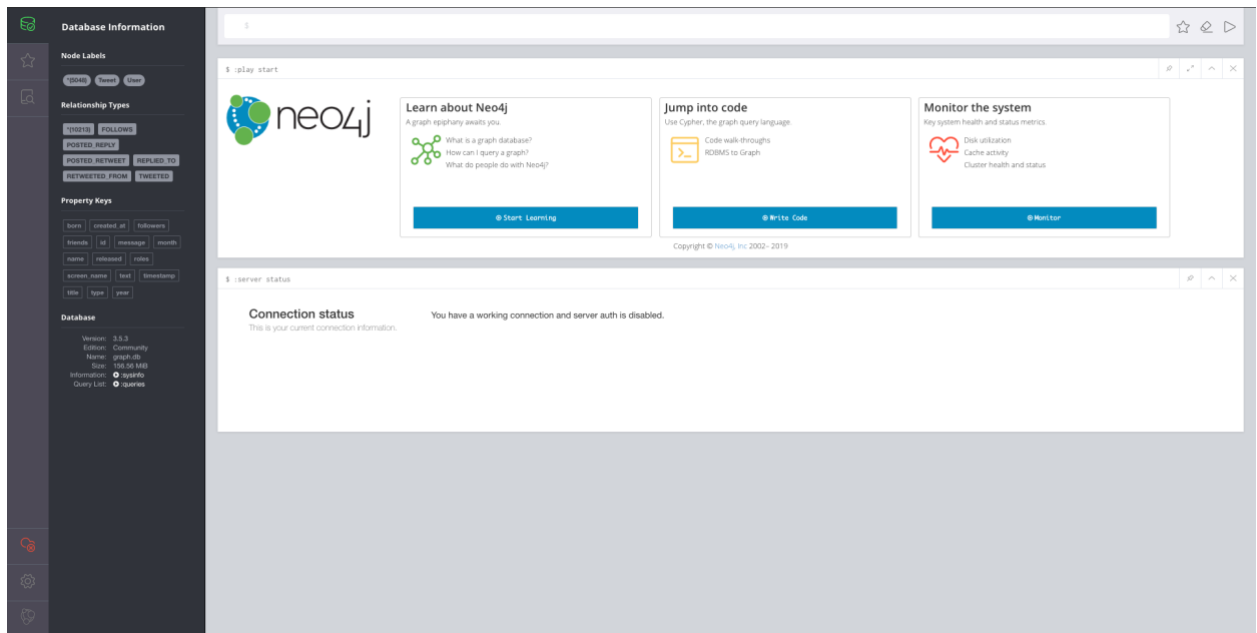 Database Information
Node Labels
*(5048) Tweet User
Relationship Types
*(10213) FOLLOWS
POSTED_REPLY
POSTED_RETWEET REPLIED_TO
RETWEETED_FROM TWEETED
Property Keys
born created_at followers
friends id message month
name released roles
screen_name text timestamp
title type year
Database
Version: 3.5.3
Edition: Community
Name: graph.db
Size: 156.56 MiB
Information: :sysinfo
Query List: :queries
$
$ :play start
neo4j
Learn about Neo4j
A graph epiphany awaits you.
What is a graph database?
How can I query a graph?
What do people do with Neo4j?
Start Learning
Jump into code
Use Cypher, the graph query language.
Code walk-throughs
RDBMS to Graph
Write Code
Monitor the system
Key system health and status metrics.
Disk utilization
Cache activity
Cluster health and status
Monitor
Copyright © Neo4j, Inc 2002–2019
$ :server status
Connection status
This is your current connection information.
You have a working connection and server auth is disabled.